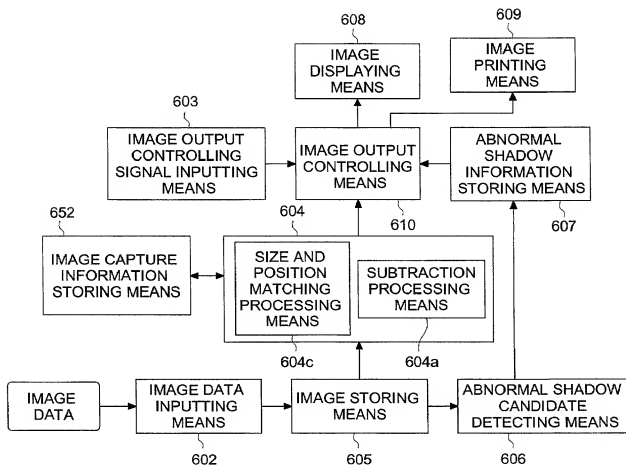 608
609
IMAGE
DISPLAYING
MEANS
IMAGE
PRINTING
MEANS
603
IMAGE OUTPUT
CONTROLLING
SIGNAL INPUTTING
MEANS
IMAGE OUTPUT
CONTROLLING
MEANS
610
ABNORMAL
SHADOW
INFORMATION
STORING MEANS
607
652
IMAGE CAPTURE
INFORMATION
STORING MEANS
604
SIZE AND
POSITION
MATCHING
PROCESSING
MEANS
604c
SUBTRACTION
PROCESSING
MEANS
604a
IMAGE
DATA
IMAGE DATA
INPUTTING
MEANS
602
IMAGE STORING
MEANS
605
ABNORMAL SHADOW
CANDIDATE
DETECTING MEANS
606